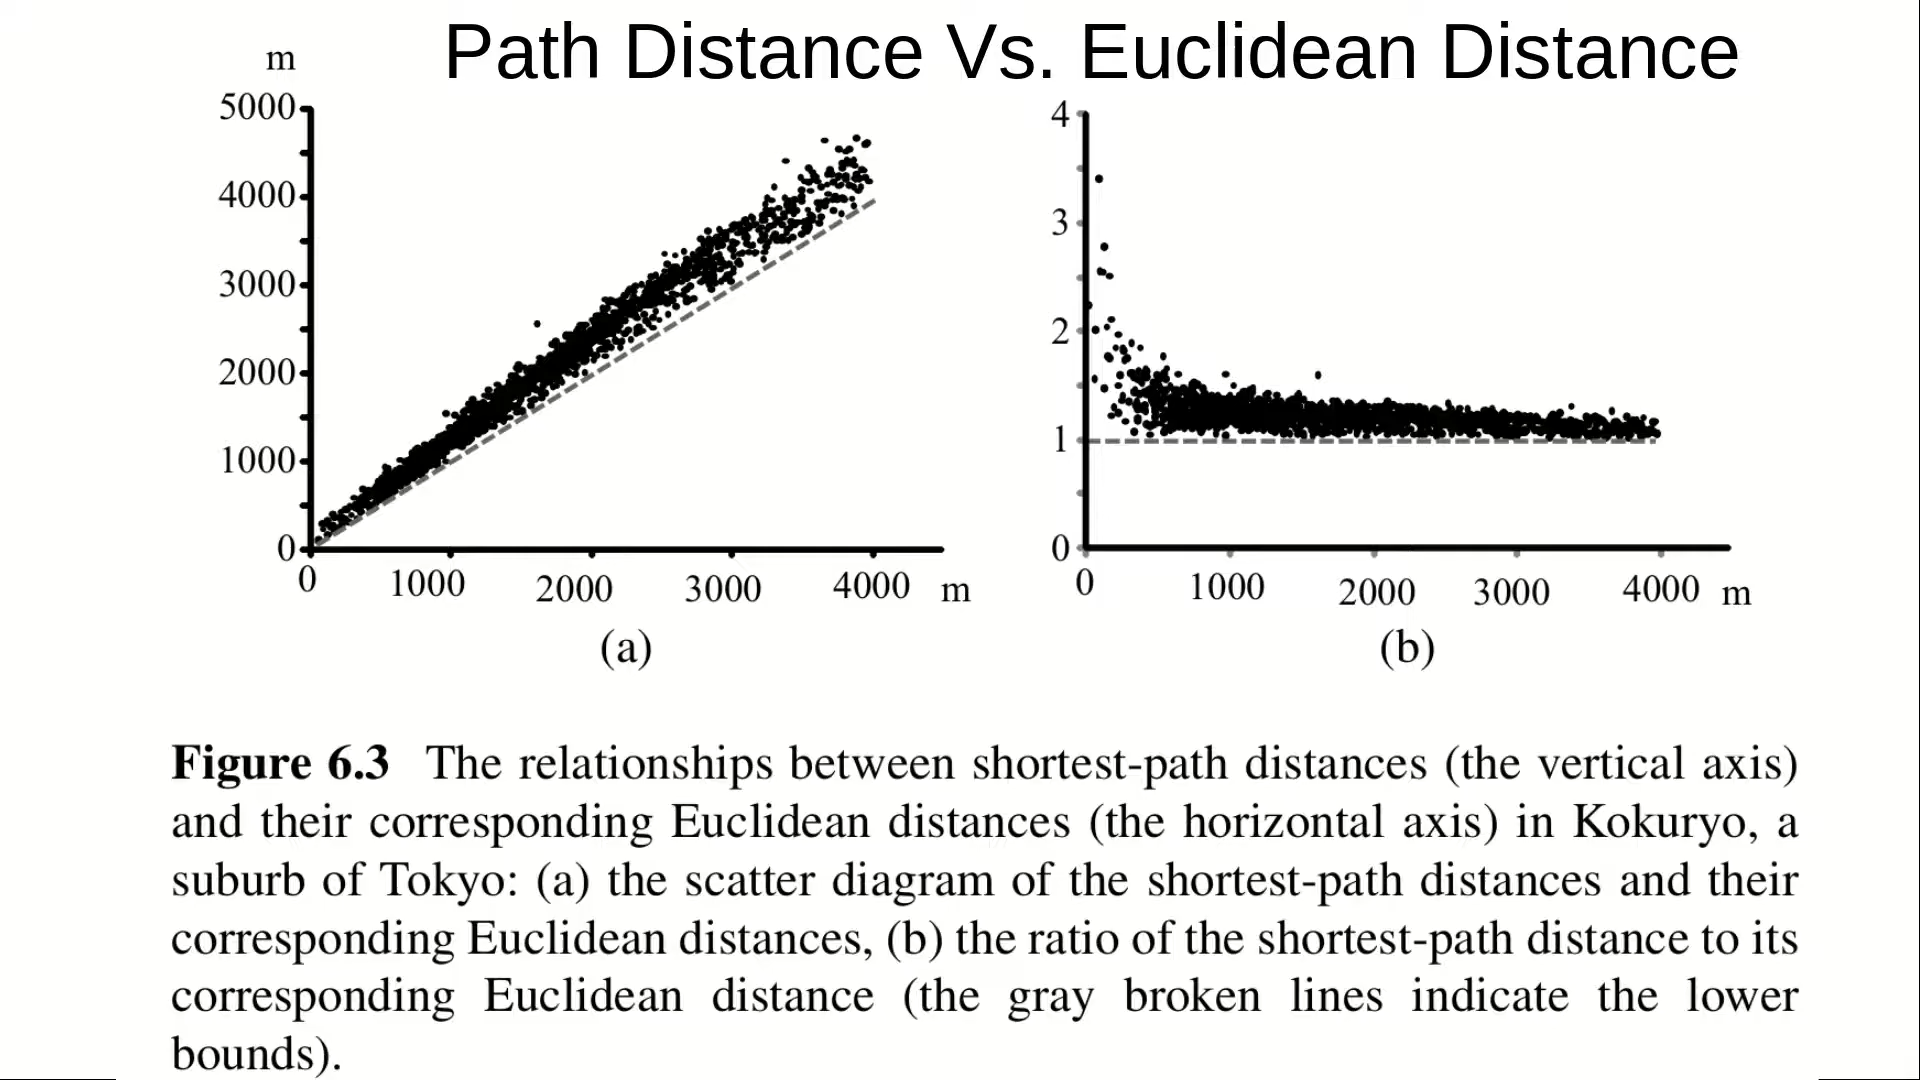 Path Distance Vs. Euclidean Distance
m
5000
4000
3000
2000
1000
0
0 1000 2000 3000 4000 m
(a)
4
3
2
1
0
0 1000 2000 3000 4000 m
(b)
Figure 6.3 The relationships between shortest-path distances (the vertical axis)
and their corresponding Euclidean distances (the horizontal axis) in Kokuryo, a
suburb of Tokyo: (a) the scatter diagram of the shortest-path distances and their
corresponding Euclidean distances, (b) the ratio of the shortest-path distance to its
corresponding Euclidean distance (the gray broken lines indicate the lower
bounds).